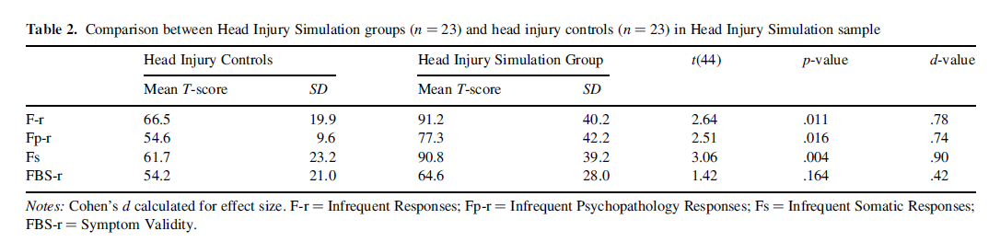 Table 2. Comparison between Head Injury Simulation groups (n = 23) and head injury controls (n = 23) in Head Injury Simulation sample
Head Injury Controls Head Injury Simulation Group t(44) p-value d-value
Mean T-score SD Mean T-score SD
F-r 66.5 19.9 91.2 40.2 2.64 .011 .78
Fp-r 54.6 9.6 77.3 42.2 2.51 .016 .74
Fs 61.7 23.2 90.8 39.2 3.06 .004 .90
FBS-r 54.2 21.0 64.6 28.0 1.42 .164 .42
Notes: Cohen's d calculated for effect size. F-r = Infrequent Responses; Fp-r = Infrequent Psychopathology Responses; Fs = Infrequent Somatic Responses;
FBS-r = Symptom Validity.